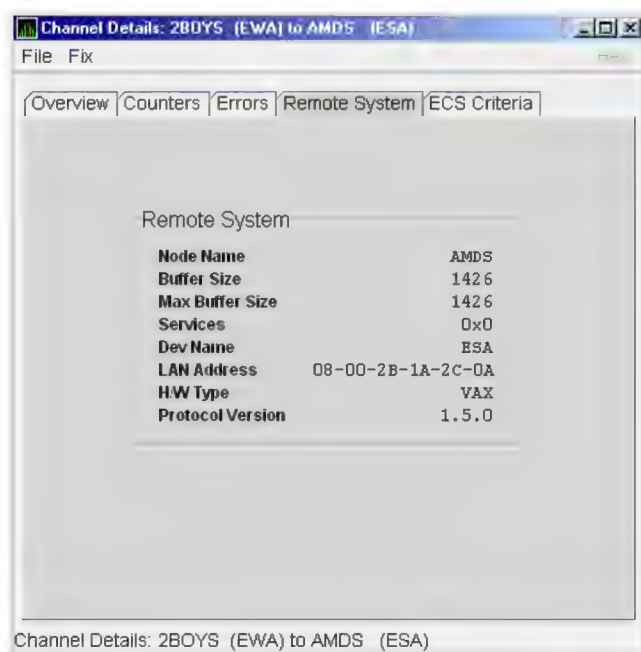 Channel Details: 2BOYS (EWA) to AMDS (ESA)
File Fix
Overview Counters Errors Remote System ECS Criteria
Remote System
Node Name AMDS
Buffer Size 1426
Max Buffer Size 1426
Services 0x0
Dev Name ESA
LAN Address 08-00-2B-1A-2C-0A
H/W Type VAX
Protocol Version 1.5.0
Channel Details: 2BOYS (EWA) to AMDS (ESA)